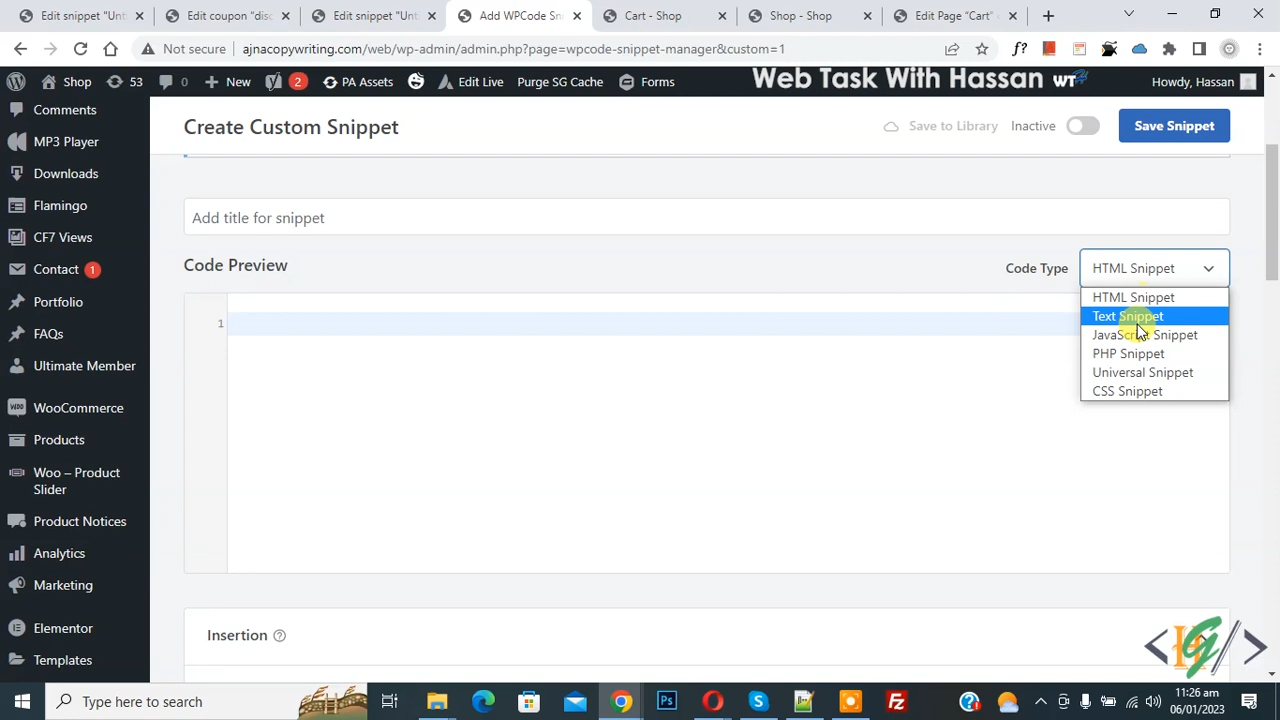 Edit snippet "Unt
Edit coupon "disc
Edit snippet "Unt
Add WPCode Sn
Cart - Shop
Shop - Shop
Edit Page "Cart"
Not secure
ajnacopywriting.com/web/wp-admin/admin.php?page=wpcode-snippet-manager&custom=1
f?
Shop
53
0
New
2
PA Assets
Edit Live
Purge SG Cache
Forms
Web Task With Hassan
WT
Howdy, Hassan
Comments
MP3 Player
Downloads
Flamingo
CF7 Views
Contact 1
Portfolio
FAQs
Ultimate Member
WooCommerce
Products
Woo – Product
Slider
Product Notices
Analytics
Marketing
Elementor
Templates
Create Custom Snippet
Save to Library
Inactive
Save Snippet
Add title for snippet
Code Preview
Code Type
HTML Snippet
HTML Snippet
Text Snippet
JavaScript Snippet
PHP Snippet
Universal Snippet
CSS Snippet
1
Insertion
Type here to search
11:26 am
06/01/2023